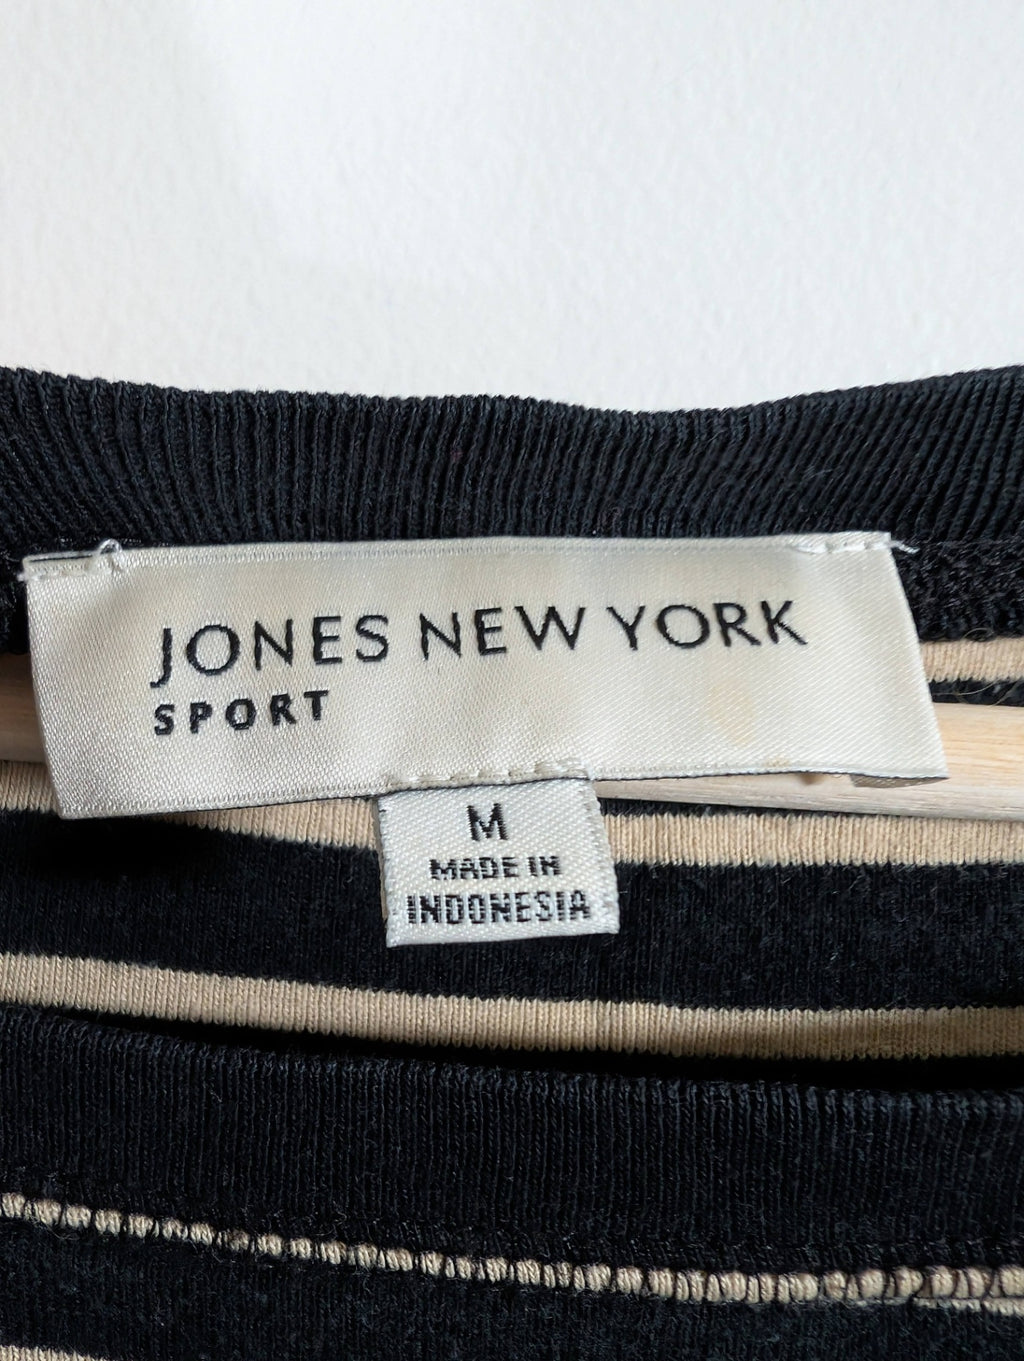 JONES NEW YORK
SPORT
M
MADE IN
INDONESIA